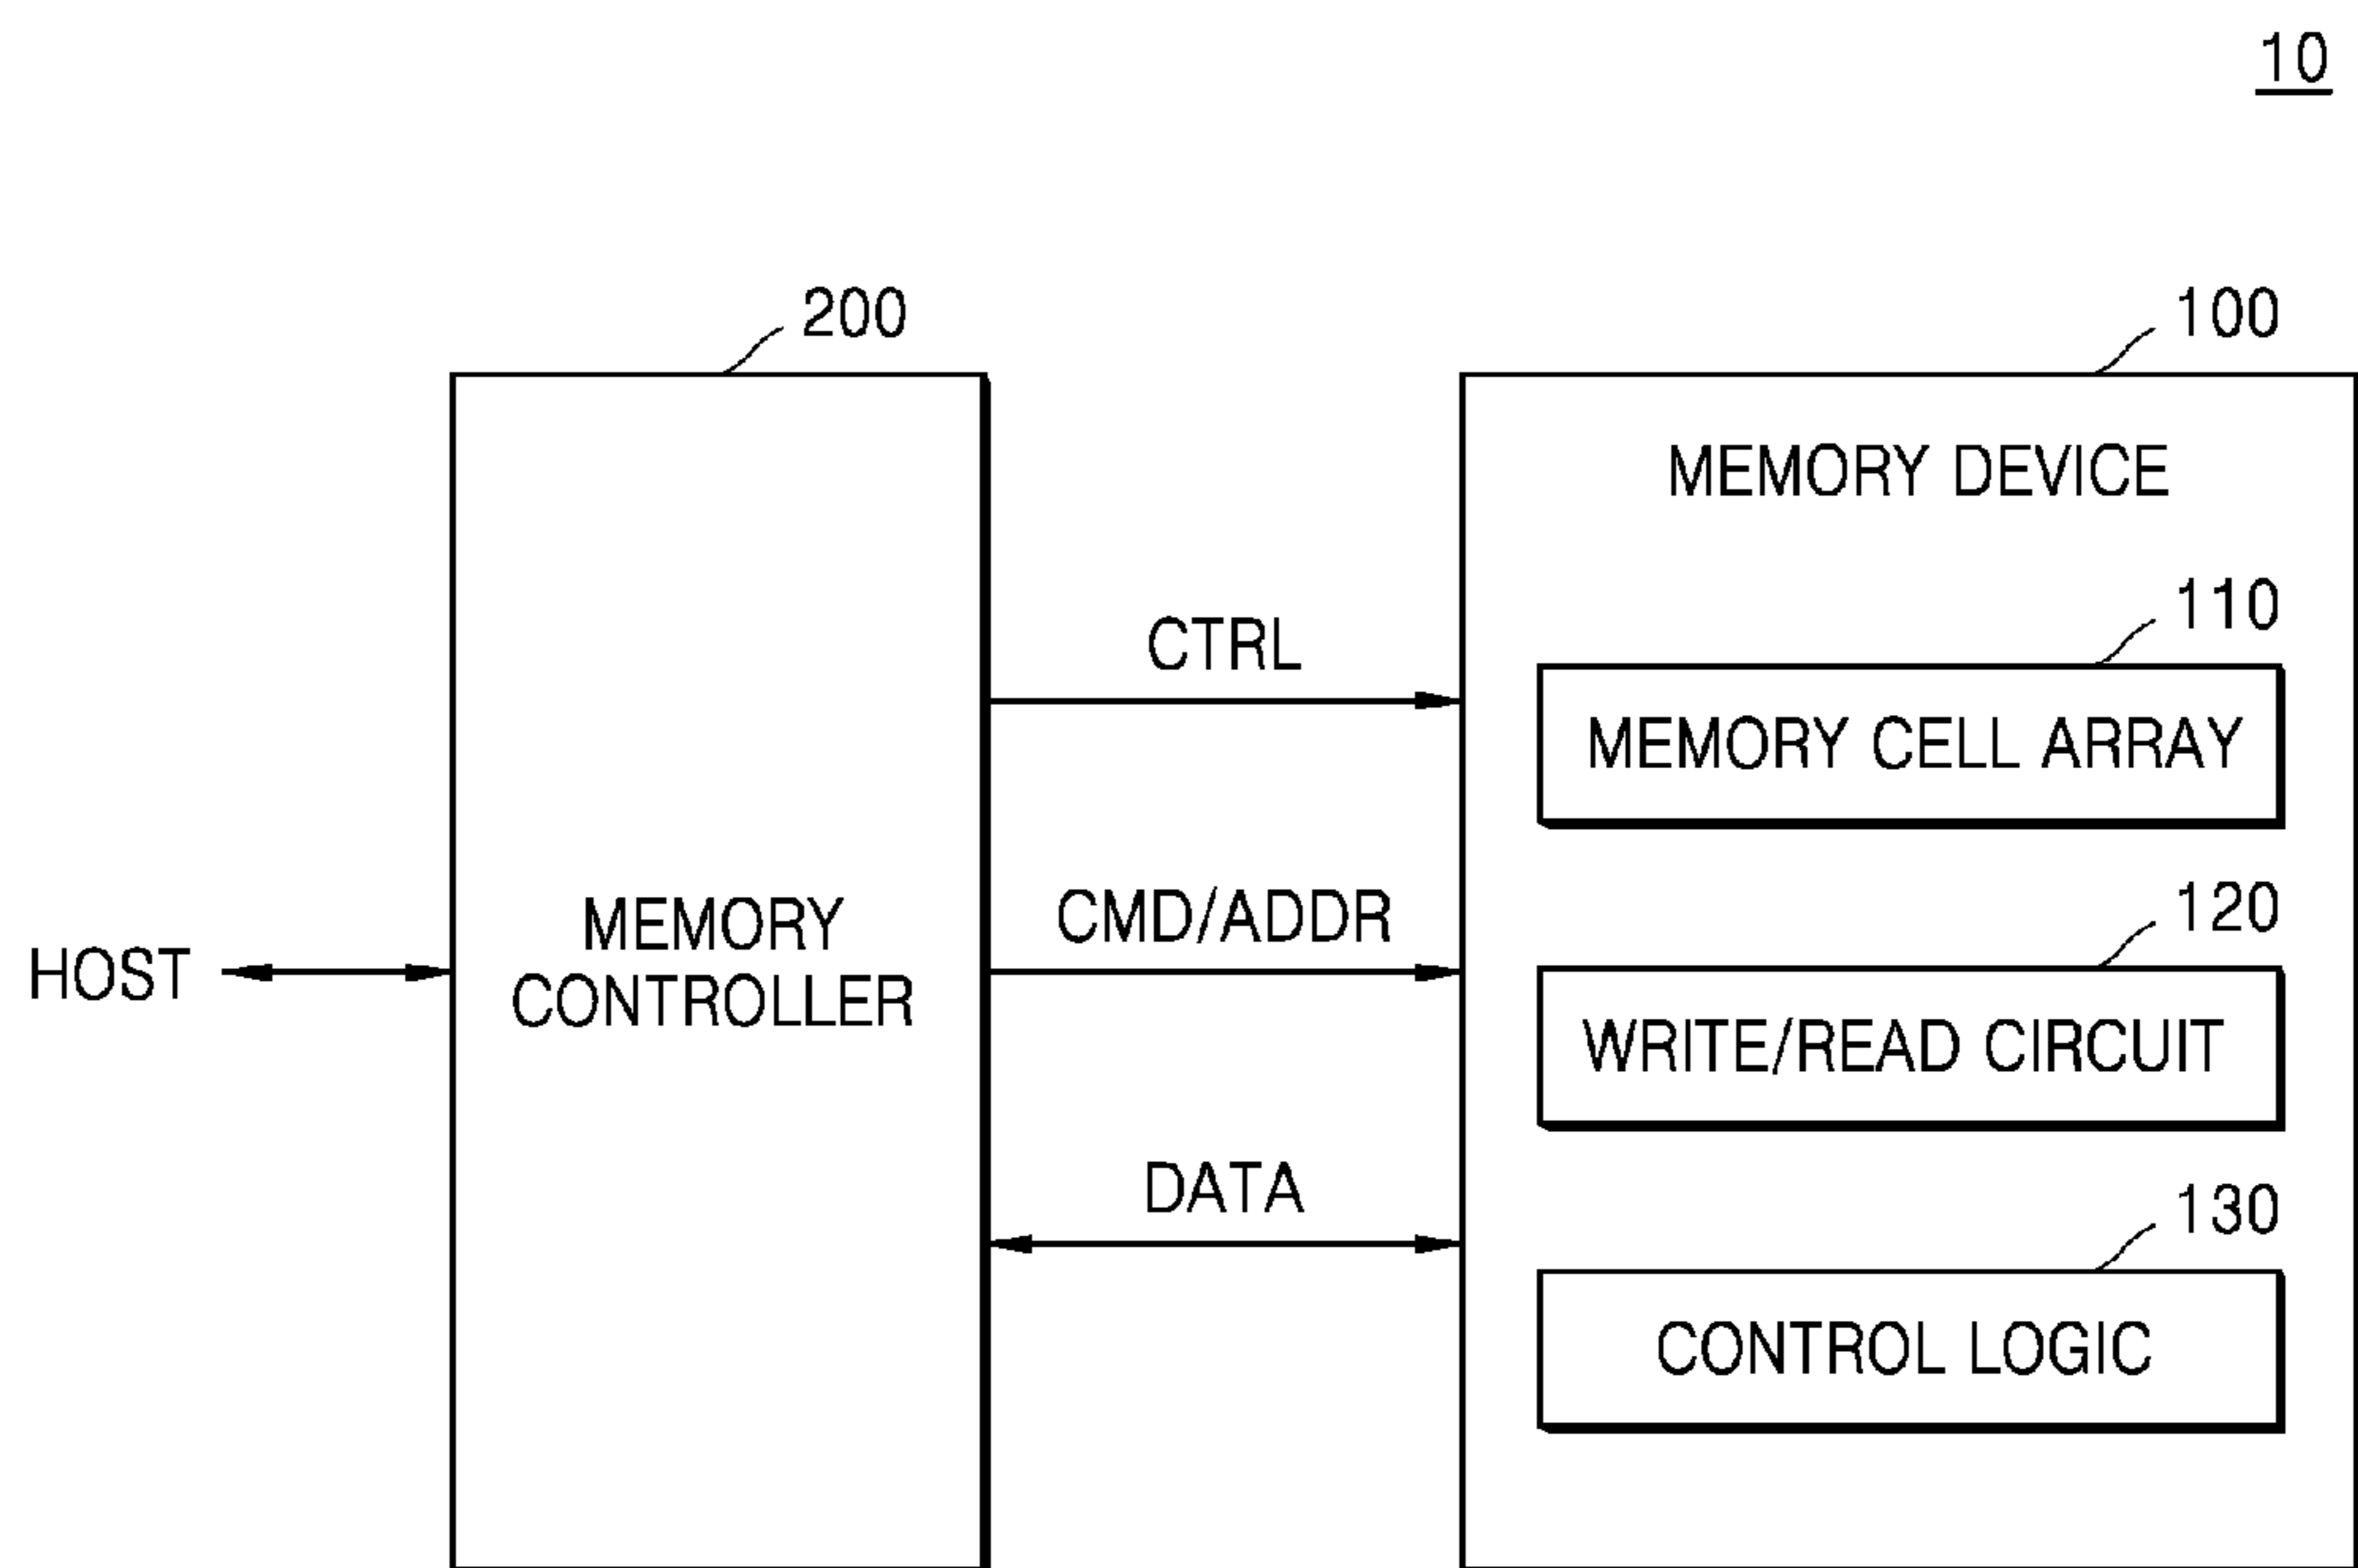 10
200
100
MEMORY DEVICE
110
CTRL
MEMORY CELL ARRAY
120
CMD/ADDR
MEMORY
CONTROLLER
HOST
WRITE/READ CIRCUIT
130
DATA
CONTROL LOGIC